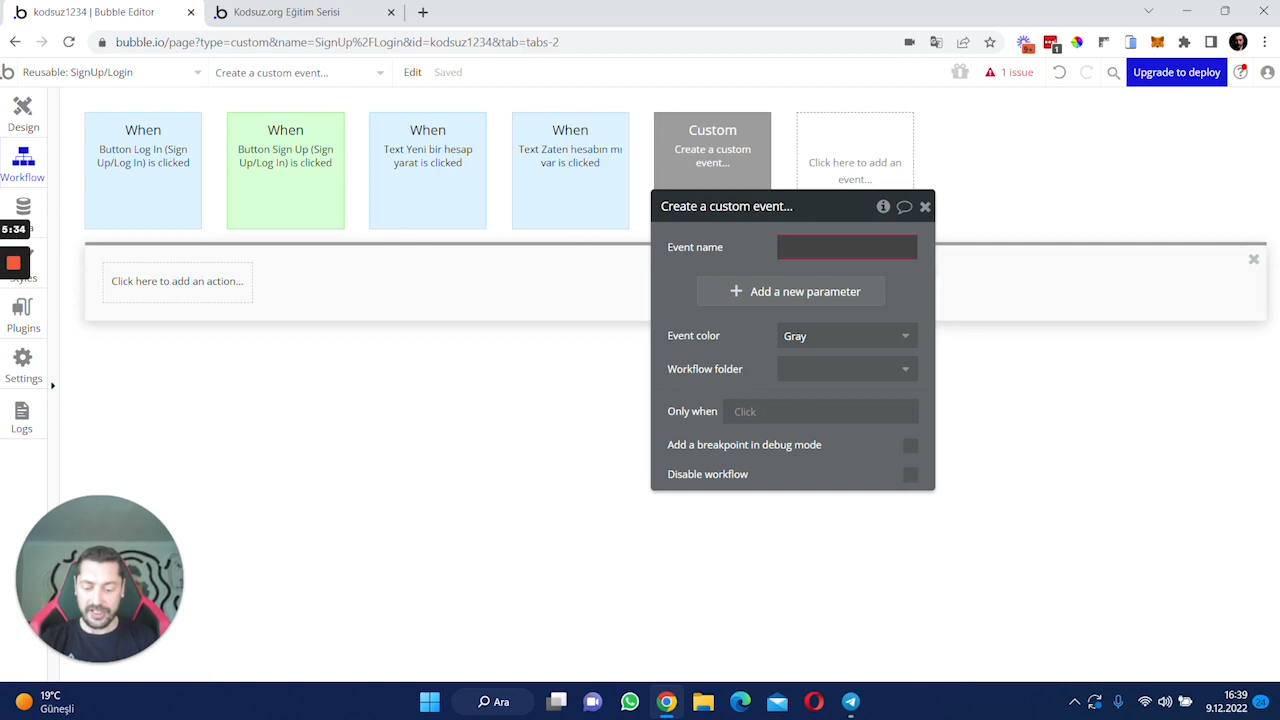 kodsuz1234 | Bubble Editor
Kodsuz.org Eğitim Serisi
bubble.io/page?type=custom&name=SignUp%2FLogin&id=kodsuz1234&tab=tabs-2
9+
1
Reusable: SignUp/Login
Create a custom event...
Edit
Saved
1 issue
Upgrade to deploy
Design
Workflow
5:34
Plugins
Settings
Logs
When
Button Log In (Sign
Up/Log In) is clicked
When
Button Sign Up (Sign
Up/Log In) is clicked
When
Text Yeni bir hesap
yarat is clicked
When
Text Zaten hesabın mı
var is clicked
Custom
Create a custom
event...
Click here to add an
event...
Click here to add an action...
Create a custom event...
Event name
Add a new parameter
Event color
Gray
Workflow folder
Only when
Click
Add a breakpoint in debug mode
Disable workflow
19°C
Güneşli
Ara
16:39
9.12.2022
24